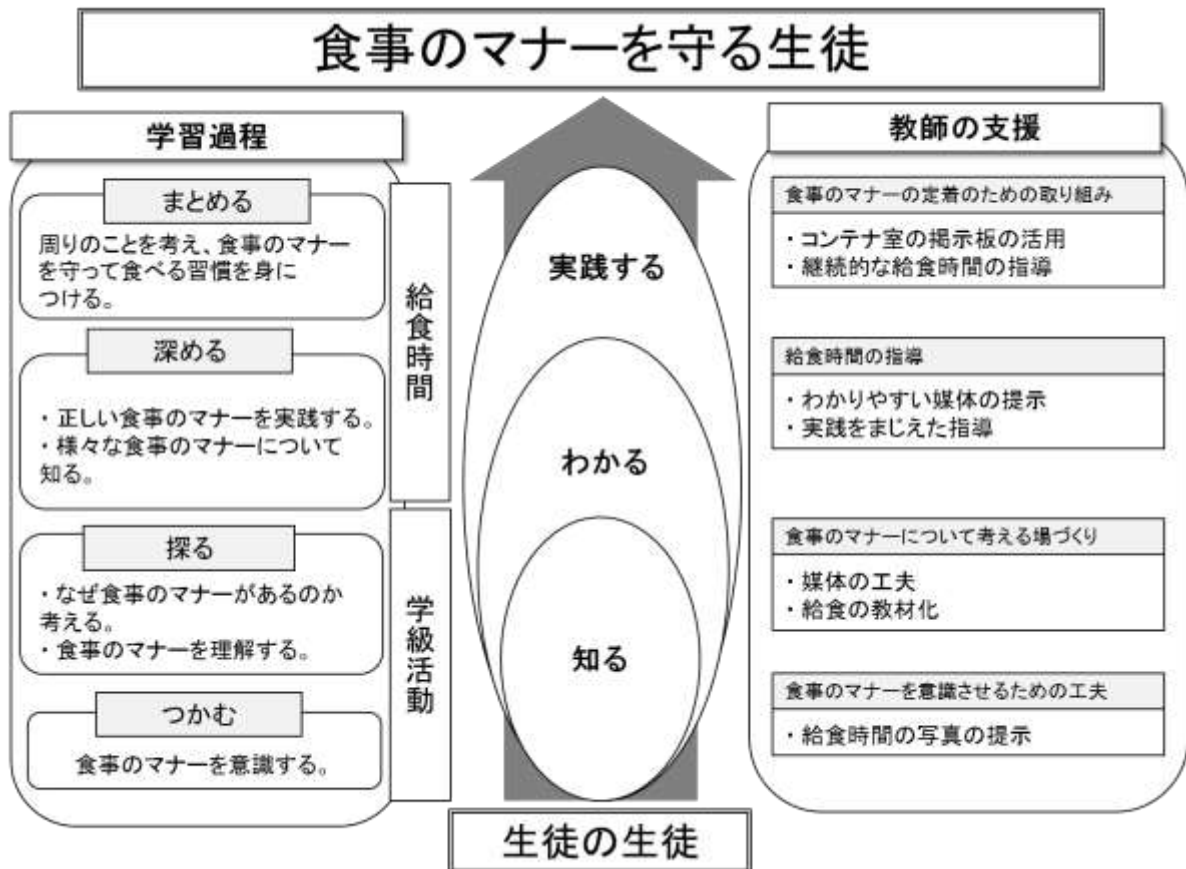 食事のマナーを守る生徒
学習過程
まとめる
周りのことを考え、食事のマナー
を守って食べる習慣を身に
つける。
深める
・正しい食事のマナーを実践する。
・様々な食事のマナーについて
知る。
探る
・なぜ食事のマナーがあるのか
考える。
・食事のマナーを理解する。
つかむ
食事のマナーを意識する。
給食時間
学級活動
実践する
わかる
知る
生徒の生徒
教師の支援
食事のマナーの定着のための取り組み
・コンテナ室の掲示板の活用
・継続的な給食時間の指導
給食時間の指導
・わかりやすい媒体の提示
・実践をまじえた指導
食事のマナーについて考える場づくり
・媒体の工夫
・給食の教材化
食事のマナーを意識させるための工夫
・給食時間の写真の提示